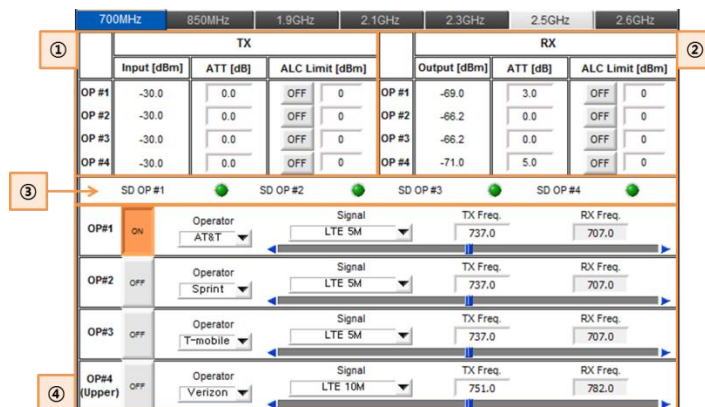 700MHz 850MHz 1.9GHz 2.1GHz 2.3GHz 2.5GHz 2.6GHz
① TX RX ②
Input [dBm] ATT [dB] ALC Limit [dBm] Output [dBm] ATT [dB] ALC Limit [dBm]
OP #1 -30.0 0.0 OFF 0 OP #1 -69.0 3.0 OFF 0
OP #2 -30.0 0.0 OFF 0 OP #2 -66.2 0.0 OFF 0
OP #3 -30.0 0.0 OFF 0 OP #3 -66.2 0.0 OFF 0
OP #4 -30.0 0.0 OFF 0 OP #4 -71.0 5.0 OFF 0
③ SD OP #1 SD OP #2 SD OP #3 SD OP #4
Operator Signal TX Freq. RX Freq.
OP#1 ON AT&T LTE 5M 737.0 707.0
Operator Signal TX Freq. RX Freq.
OP#2 OFF Sprint LTE 5M 737.0 707.0
Operator Signal TX Freq. RX Freq.
OP#3 OFF T-mobile LTE 5M 737.0 707.0
Operator Signal TX Freq. RX Freq.
④ OP#4 (Upper) OFF Verizon LTE 10M 751.0 782.0